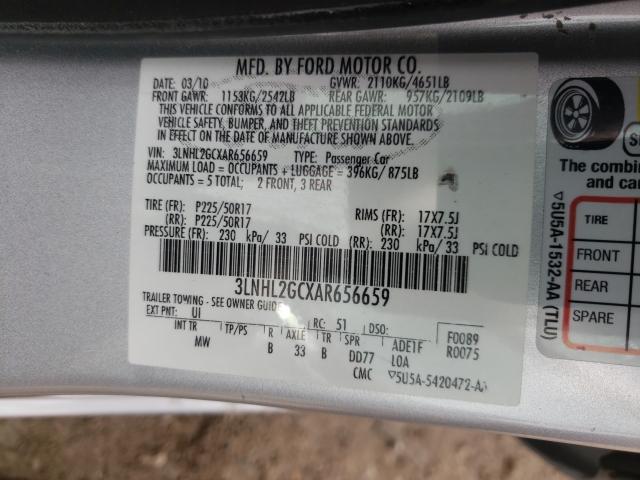 MFD. BY FORD MOTOR CO.
DATE: 03/10 GVWR: 2110KG/4651LB
FRONT GAWR: 1153KG/2542LB REAR GAWR: 957KG/2109LB
THIS VEHICLE CONFORMS TO ALL APPLICABLE FEDERAL MOTOR
VEHICLE SAFETY, BUMPER, AND THEFT PREVENTION STANDARDS
IN EFFECT ON THE DATE OF MANUFACTURE SHOWN ABOVE.
VIN: 3LNHL2GCXAR656659 TYPE: Passenger Car
MAXIMUM LOAD = OCCUPANTS + LUGGAGE = 396KG/ 875LB
OCCUPANTS = 5 TOTAL; 2 FRONT, 3 REAR
TIRE (FR): P225/50R17 RIMS (FR): 17X7.5J
(RR): P225/50R17 (RR): 17X7.5J
PRESSURE (FR): 230 kPa/ 33 PSI COLD (RR): 230 kPa/ 33 PSI COLD
3LNHL2GCXAR656659
TRAILER TOWING - SEE OWNER GUIDE
EXT PNT: UI RC: 51 DSO: F0089
INT TR TP/PS R AXLE TR SPR ADE1F R0075
MW B 33 B DD77 LOA
CMC ▽5U5A-5420472-AA
▽5U5A-1532-AA (TLU)
The combin
and car
TIRE
FRONT
REAR
SPARE